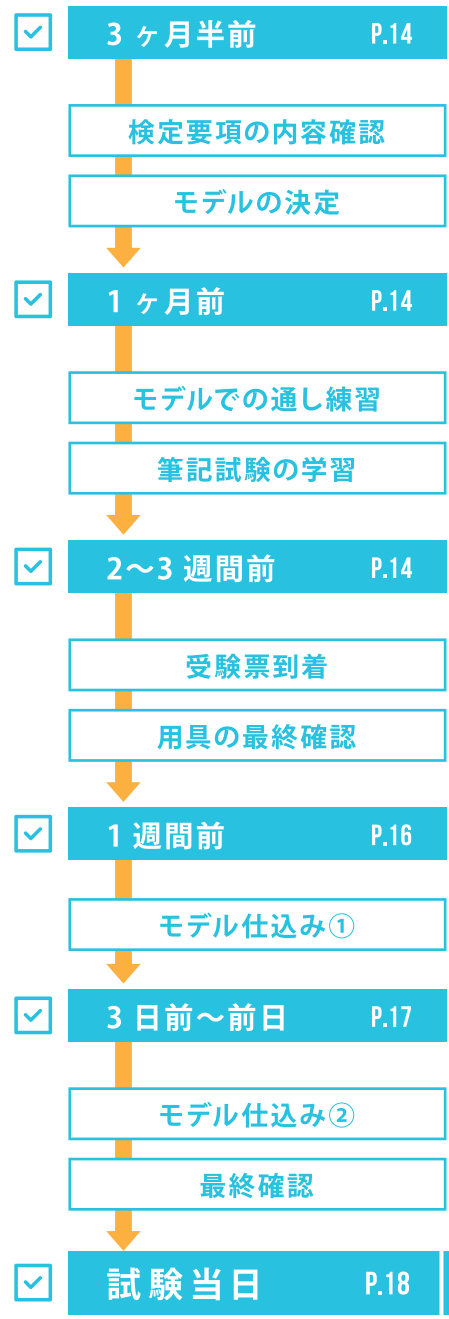 3ヶ月半前 P.14
検定要項の内容確認
モデルの決定
1ヶ月前 P.14
モデルでの通し練習
筆記試験の学習
2〜3週間前 P.14
受験票到着
用具の最終確認
1週間前 P.16
モデル仕込み①
3日前〜前日 P.17
モデル仕込み②
最終確認
試験当日 P.18